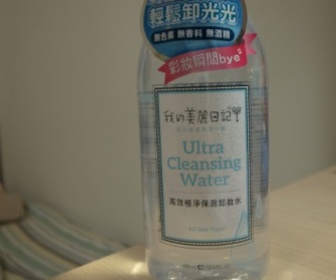 輕鬆卸光光
無色素 無香料 無酒精
彩妝瞬間bye²
我的美麗日記
Ultra
Cleansing
Water
高效極淨保濕卸妝水